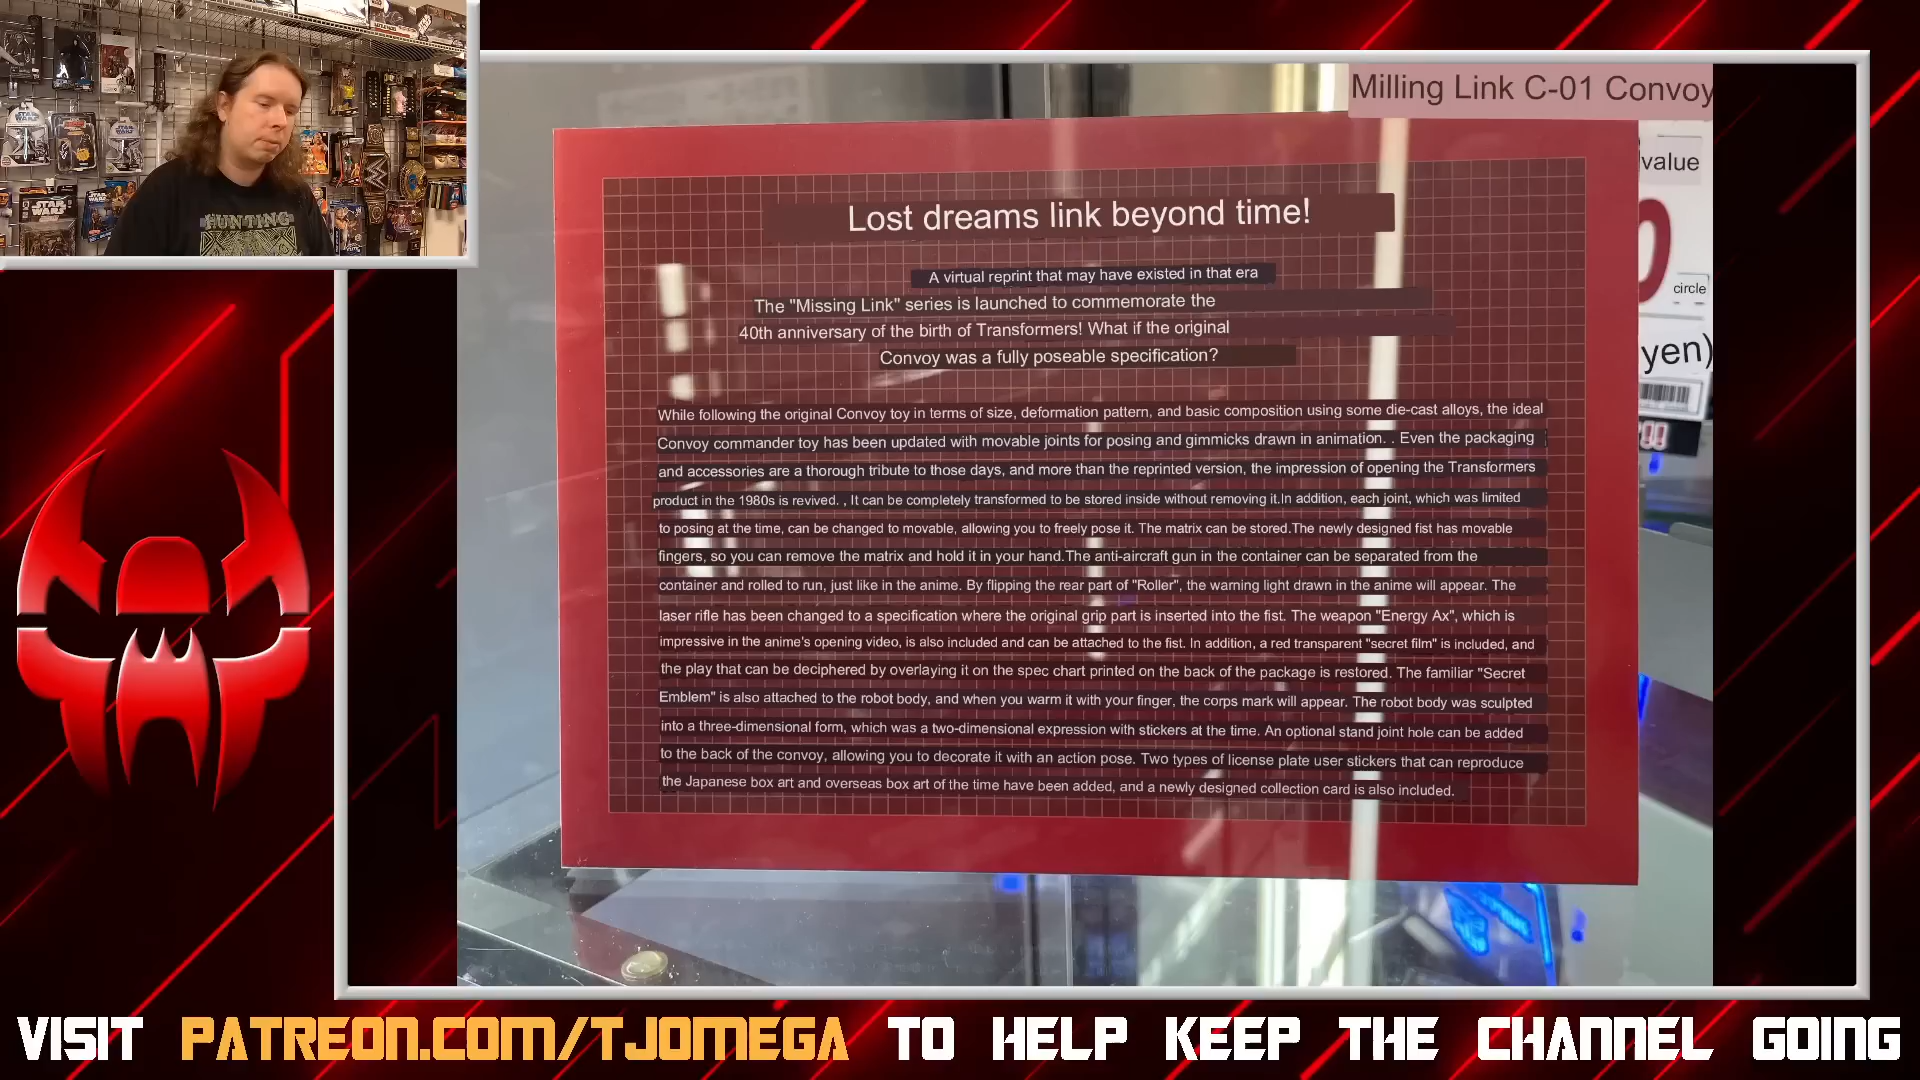 Milling Link C-01 Convoy
value
circle
yen)
Lost dreams link beyond time!
A virtual reprint that may have existed in that era
The "Missing Link" series is launched to commemorate the
40th anniversary of the birth of Transformers! What if the original
Convoy was a fully poseable specification?
While following the original Convoy toy in terms of size, deformation pattern, and basic composition using some die-cast alloys, the ideal
Convoy commander toy has been updated with movable joints for posing and gimmicks drawn in animation. . Even the packaging
and accessories are a thorough tribute to those days, and more than the reprinted version, the impression of opening the Transformers
product in the 1980s is revived. , It can be completely transformed to be stored inside without removing it.In addition, each joint, which was limited
to posing at the time, can be changed to movable, allowing you to freely pose it. The matrix can be stored.The newly designed fist has movable
fingers, so you can remove the matrix and hold it in your hand.The anti-aircraft gun in the container can be separated from the
container and rolled to run, just like in the anime. By flipping the rear part of "Roller", the warning light drawn in the anime will appear. The
laser rifle has been changed to a specification where the original grip part is inserted into the fist. The weapon "Energy Ax", which is
impressive in the anime's opening video, is also included and can be attached to the fist. In addition, a red transparent "secret film" is included, and
the play that can be deciphered by overlaying it on the spec chart printed on the back of the package is restored. The familiar "Secret
Emblem" is also attached to the robot body, and when you warm it with your finger, the corps mark will appear. The robot body was sculpted
into a three-dimensional form, which was a two-dimensional expression with stickers at the time. An optional stand joint hole can be added
to the back of the convoy, allowing you to decorate it with an action pose. Two types of license plate user stickers that can reproduce
the Japanese box art and overseas box art of the time have been added, and a newly designed collection card is also included.
HUNTING
STAR WARS
STAR WARS
VISIT PATREON.COM/TJOMEGA TO HELP KEEP THE CHANNEL GOING